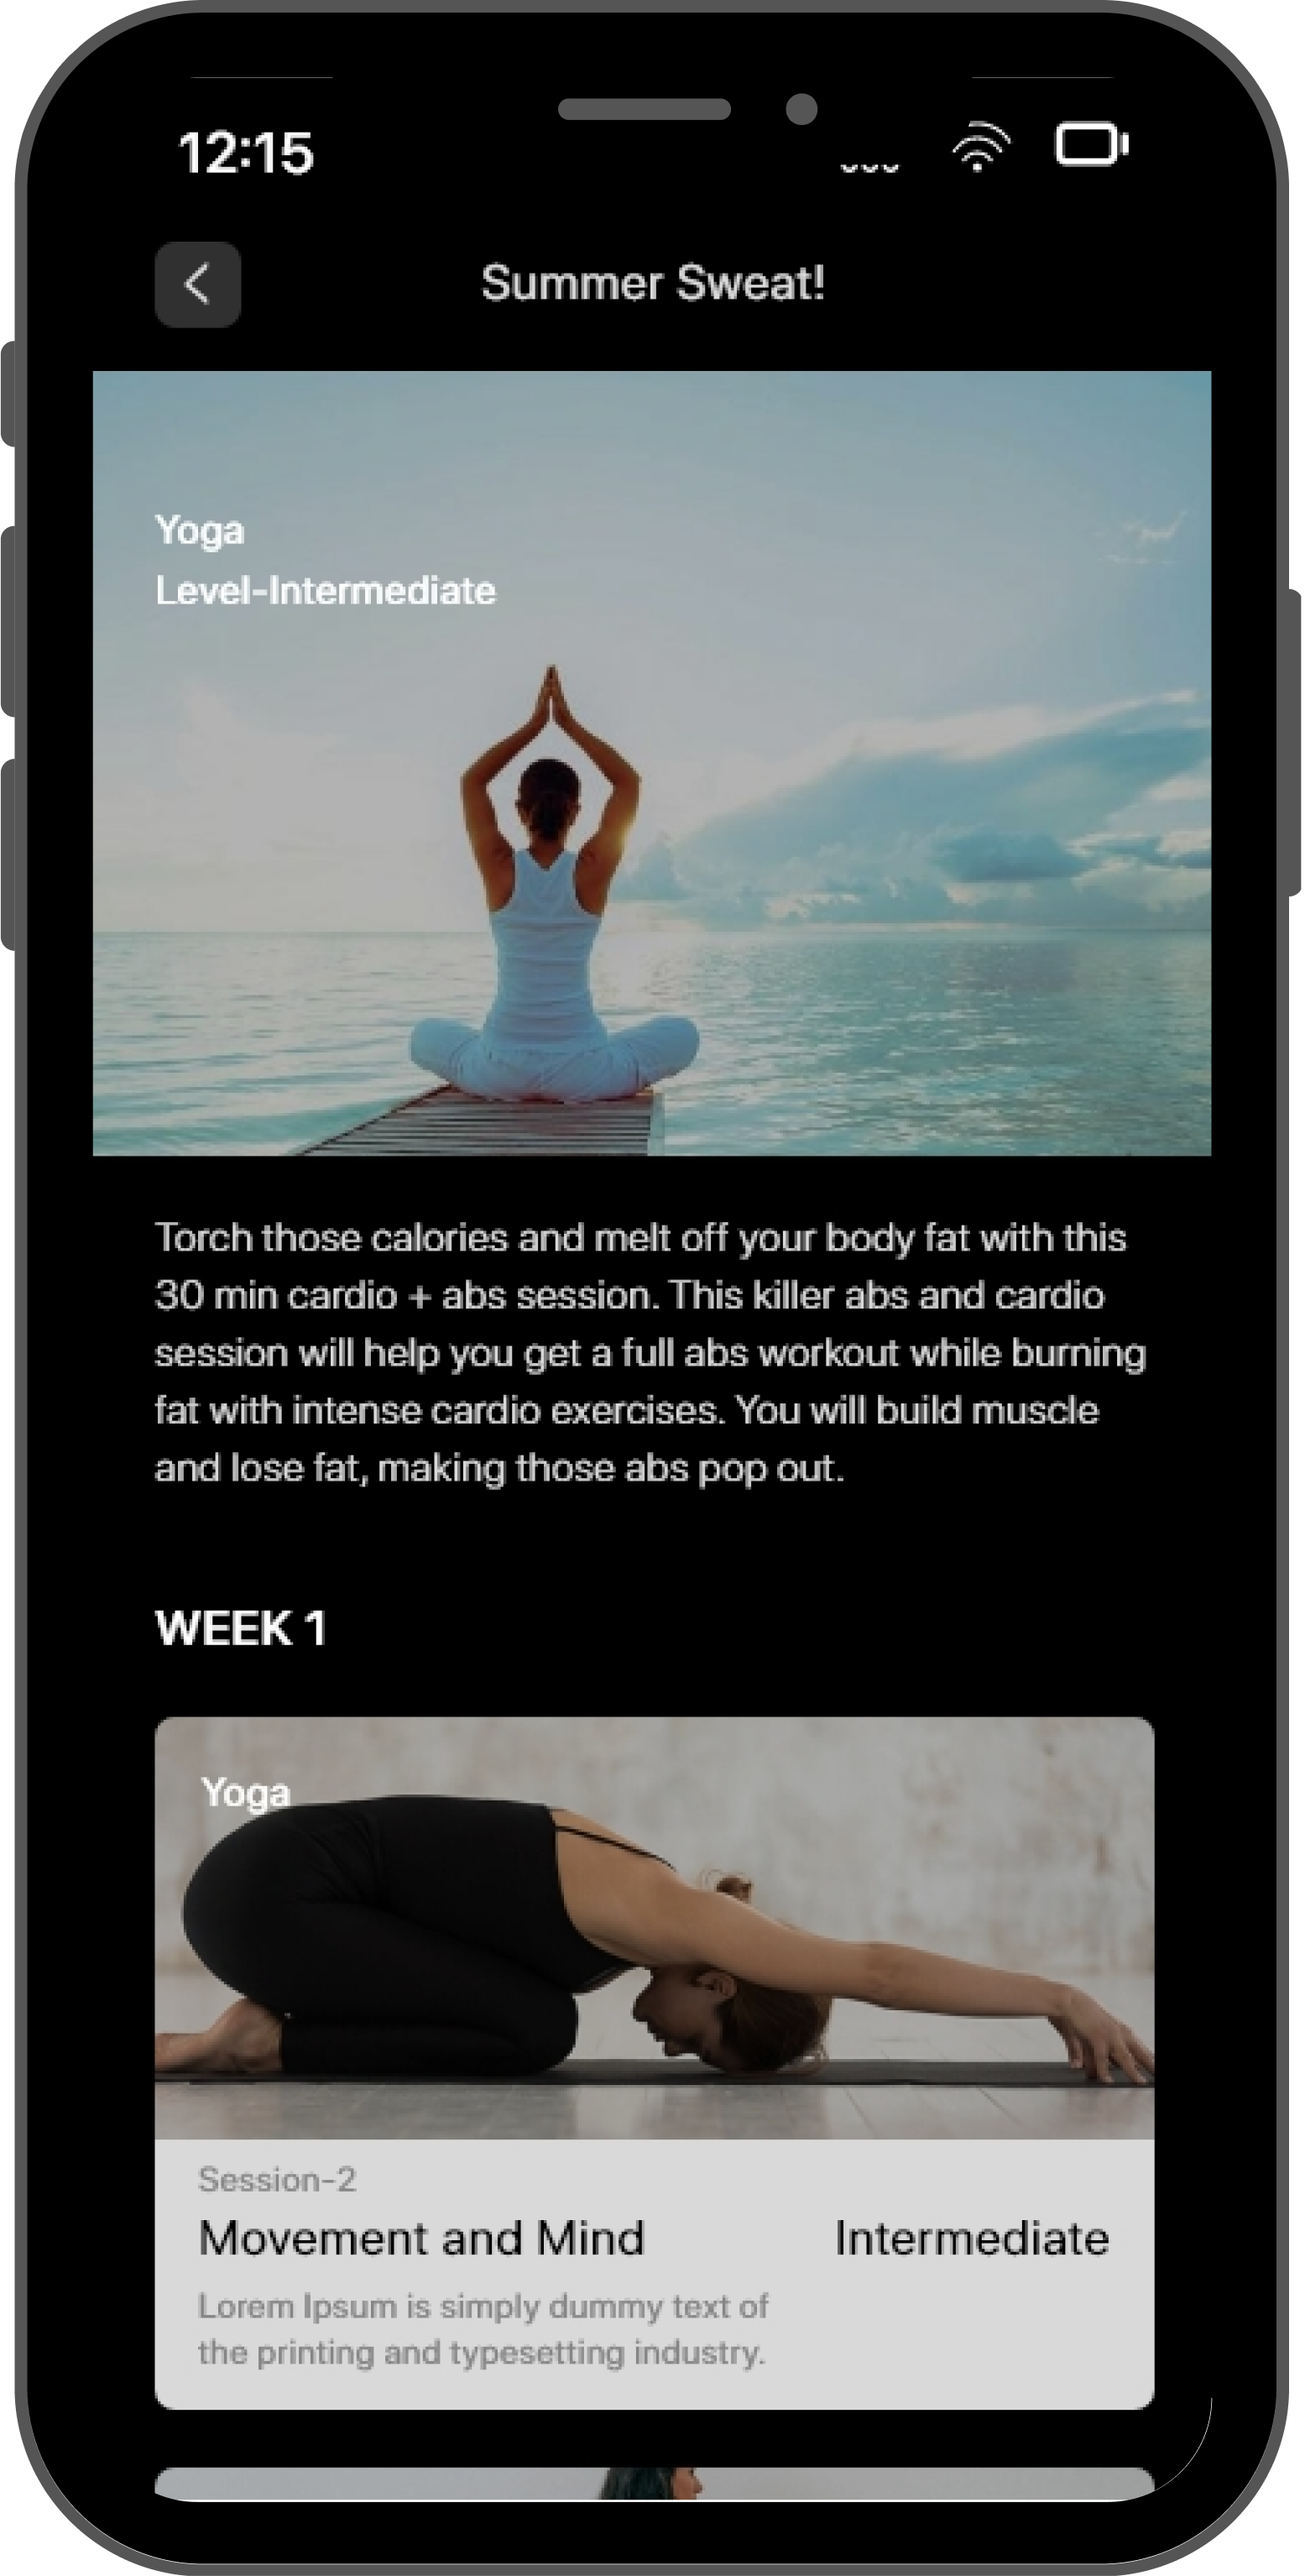 12:15
Summer Sweat!
Yoga
Level-Intermediate
Torch those calories and melt off your body fat with this
30 min cardio + abs session. This killer abs and cardio
session will help you get a full abs workout while burning
fat with intense cardio exercises. You will build muscle
and lose fat, making those abs pop out.
WEEK 1
Yoga
Session-2
Movement and Mind Intermediate
Lorem Ipsum is simply dummy text of
the printing and typesetting industry.